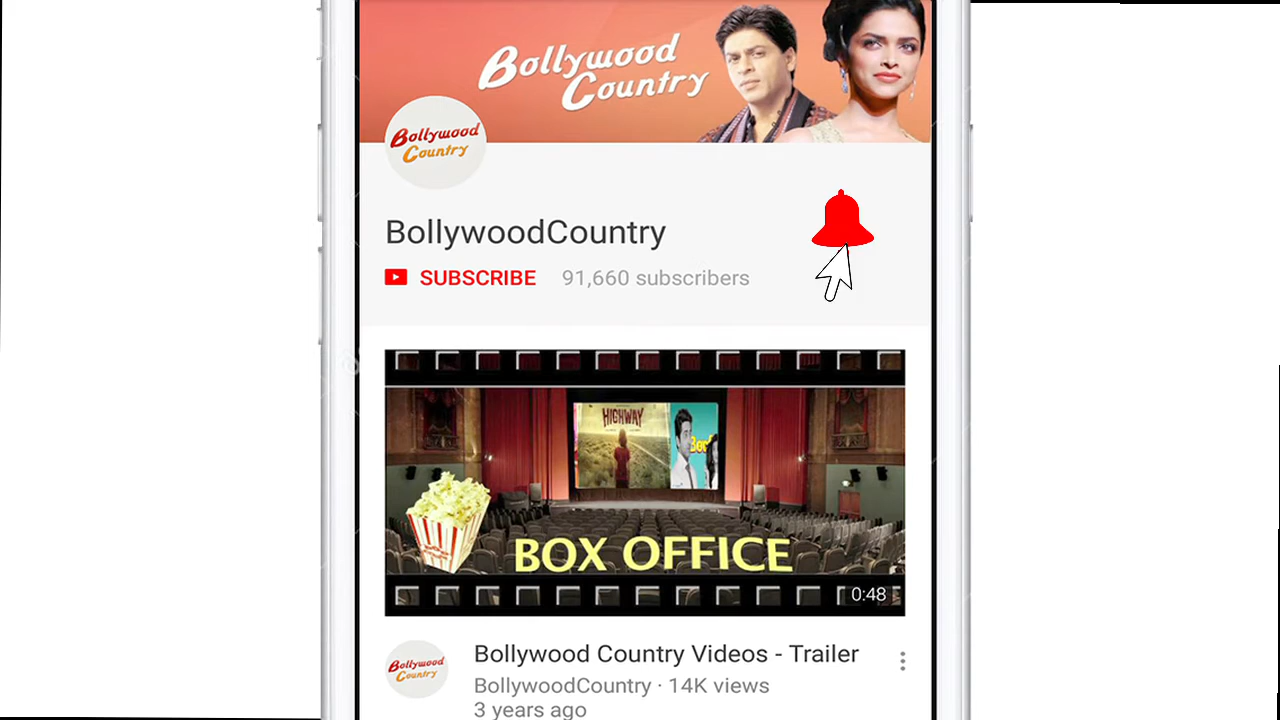 Bollywood
Country
Bollywood
Country
BollywoodCountry
SUBSCRIBE 91,660 subscribers
HIGHWAY
BOX OFFICE
0:48
Bollywood
Country
Bollywood Country Videos - Trailer
BollywoodCountry · 14K views
3 years ago